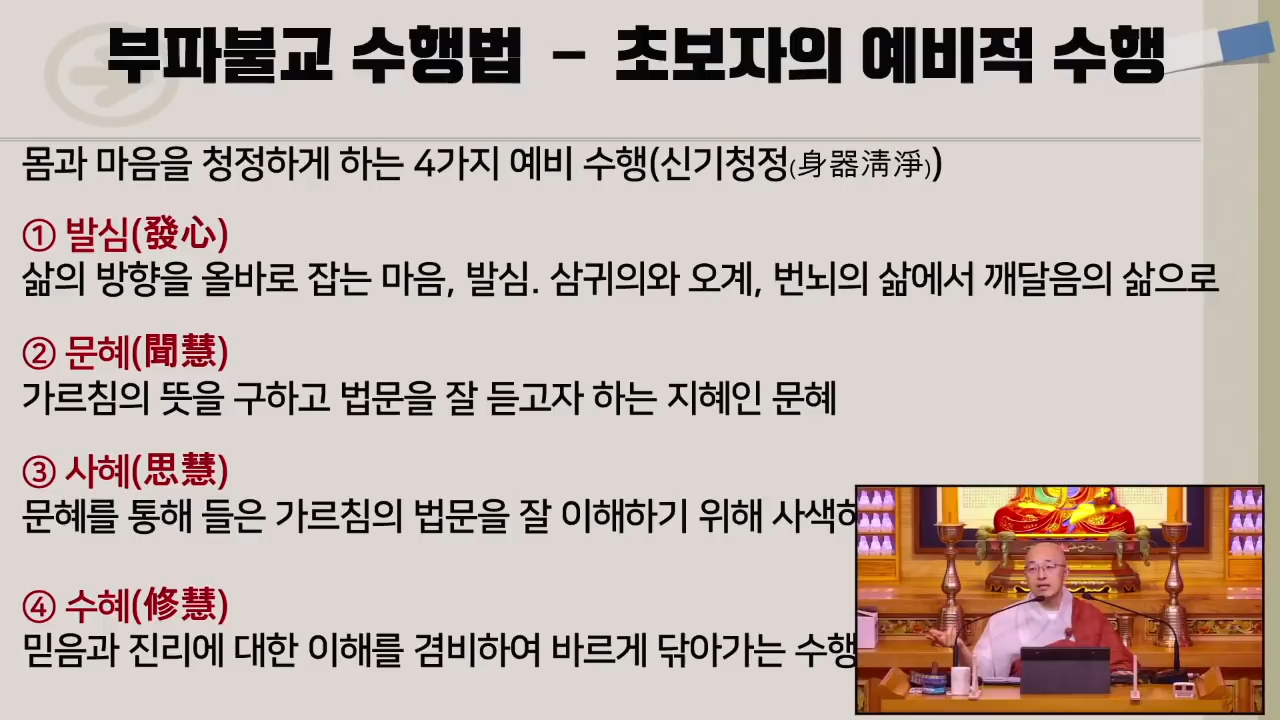 부파불교 수행법 - 초보자의 예비적 수행
몸과 마음을 청정하게 하는 4가지 예비 수행(신기청정(身器淸淨))
① 발심(發心)
삶의 방향을 올바로 잡는 마음, 발심. 삼귀의와 오계, 번뇌의 삶에서 깨달음의 삶으로
② 문혜(聞慧)
가르침의 뜻을 구하고 법문을 잘 듣고자 하는 지혜인 문혜
③ 사혜(思慧)
문혜를 통해 들은 가르침의 법문을 잘 이해하기 위해
④ 수혜(修慧)
믿음과 진리에 대한 이해를 겸비하여 바르게 닦아가는 수행